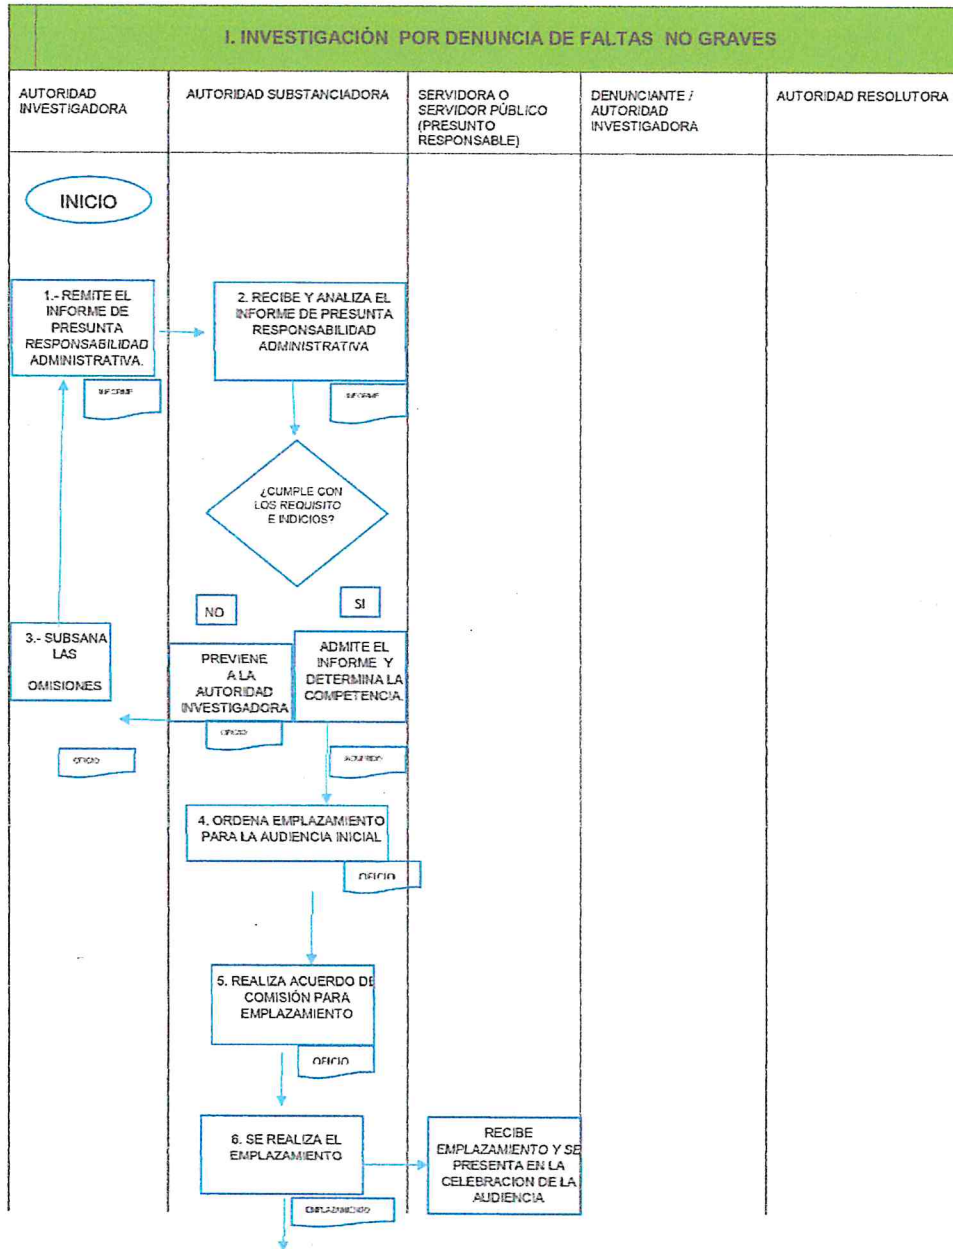 I. INVESTIGACIÓN POR DENUNCIA DE FALTAS NO GRAVES
AUTORIDAD
INVESTIGADORA
AUTORIDAD SUBSTANCIADORA
SERVIDORA O
SERVIDOR PÚBLICO
(PRESUNTO
RESPONSABLE)
DENUNCIANTE /
AUTORIDAD
INVESTIGADORA
AUTORIDAD RESOLUTORA
INICIO
1.- REMITE EL
INFORME DE
PRESUNTA
RESPONSABILIDAD
ADMINISTRATIVA.
INFORME
2. RECIBE Y ANALIZA EL
INFORME DE PRESUNTA
RESPONSABILIDAD
ADMINISTRATIVA
INFORME
¿CUMPLE CON
LOS REQUISITO
E INDICIOS?
NO
SI
3.- SUBSANA
LAS
OMISIONES
OFICIO
PREVIENE
A LA
AUTORIDAD
INVESTIGADORA
OFICIO
ADMITE EL
INFORME Y
DETERMINA LA
COMPETENCIA.
ACUERDO
4. ORDENA EMPLAZAMIENTO
PARA LA AUDIENCIA INICIAL
OFICIO
5. REALIZA ACUERDO DE
COMISIÓN PARA
EMPLAZAMIENTO
OFICIO
6. SE REALIZA EL
EMPLAZAMIENTO
EMPLAZAMIENTO
RECIBE
EMPLAZAMIENTO Y SE
PRESENTA EN LA
CELEBRACION DE LA
AUDIENCIA